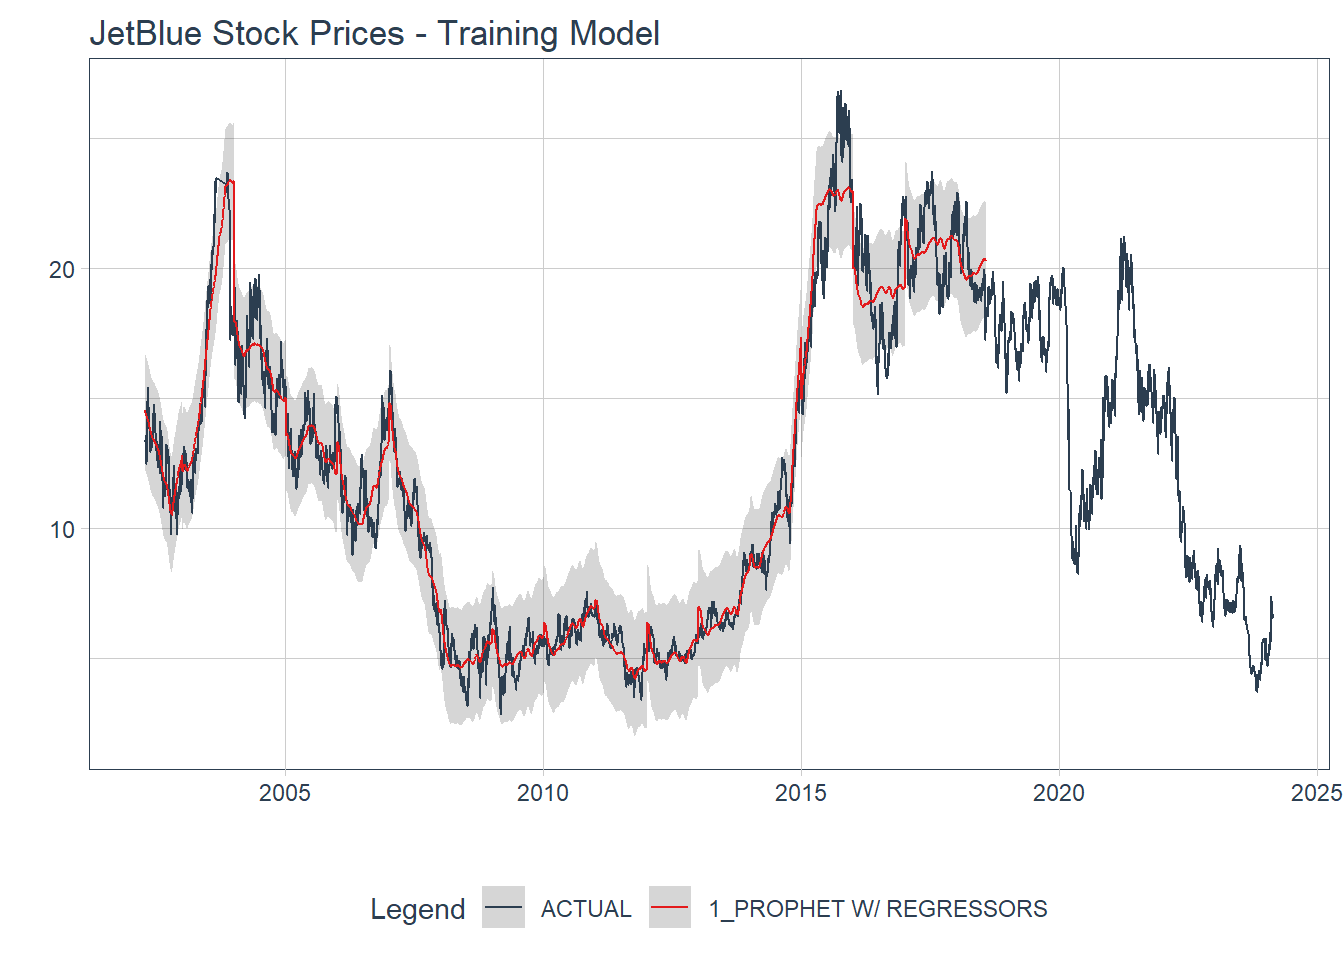 JetBlue Stock Prices - Training Model
20
10
2005 2010 2015 2020 2025
Legend ACTUAL 1_PROPHET W/ REGRESSORS